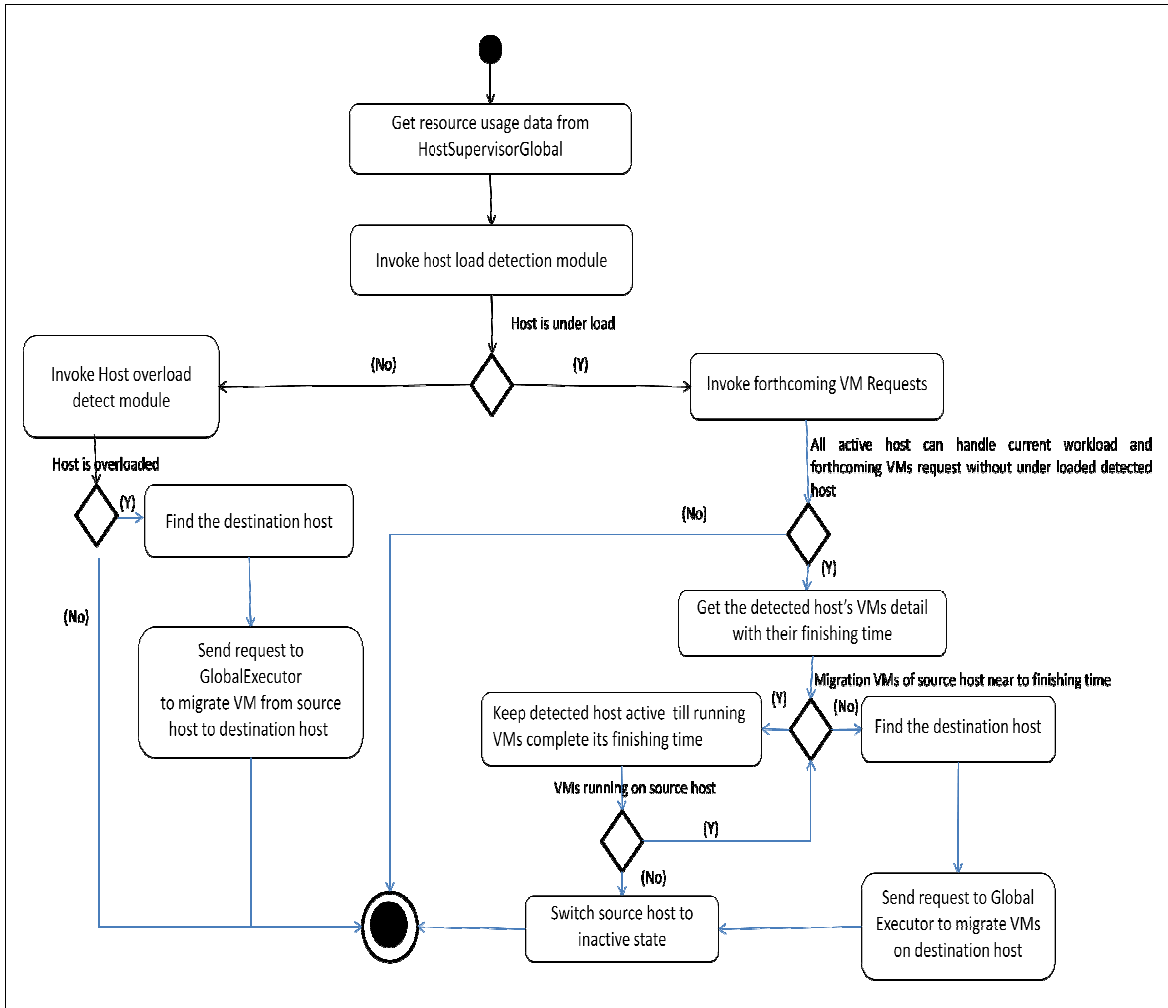 Get resource usage data from
HostSupervisorGlobal
Invoke host load detection module
Host is under load
(No)
(Y)
Invoke Host overload
detect module
Invoke forthcoming VM Requests
All active host can handle current workload and
forthcoming VMs request without under loaded detected
host
Host is overloaded
(Y)
Find the destination host
(No)
(Y)
(No)
Get the detected host's VMs detail
with their finishing time
Send request to
GlobalExecutor
to migrate VM from source
host to destination host
Migration VMs of source host near to finishing time
(Y)
(No)
Keep detected host active till running
VMs complete its finishing time
Find the destination host
VMs running on source host
(Y)
(No)
Switch source host to
inactive state
Send request to Global
Executor to migrate VMs
on destination host